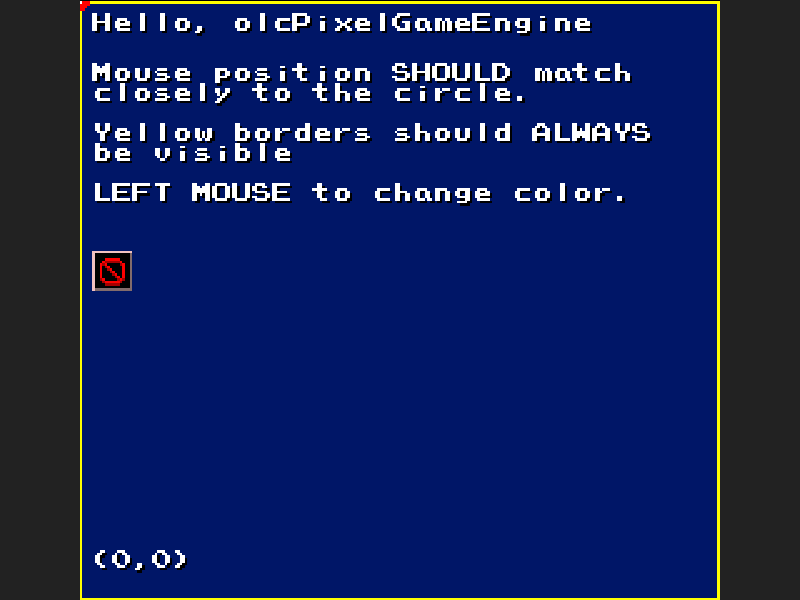 Hello, olcPixelGameEngine
Mouse position SHOULD match
closely to the circle.
Yellow borders should ALWAYS
be visible
LEFT MOUSE to change color.
(0,0)